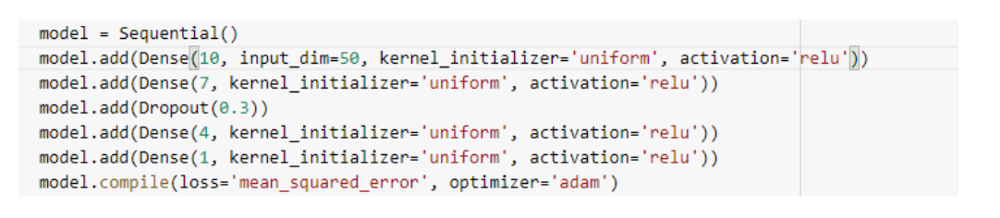 model = Sequential()
model.add(Dense(10, input_dim=50, kernel_initializer='uniform', activation='relu'))
model.add(Dense(7, kernel_initializer='uniform', activation='relu'))
model.add(Dropout(0.3))
model.add(Dense(4, kernel_initializer='uniform', activation='relu'))
model.add(Dense(1, kernel_initializer='uniform', activation='relu'))
model.compile(loss='mean_squared_error', optimizer='adam')